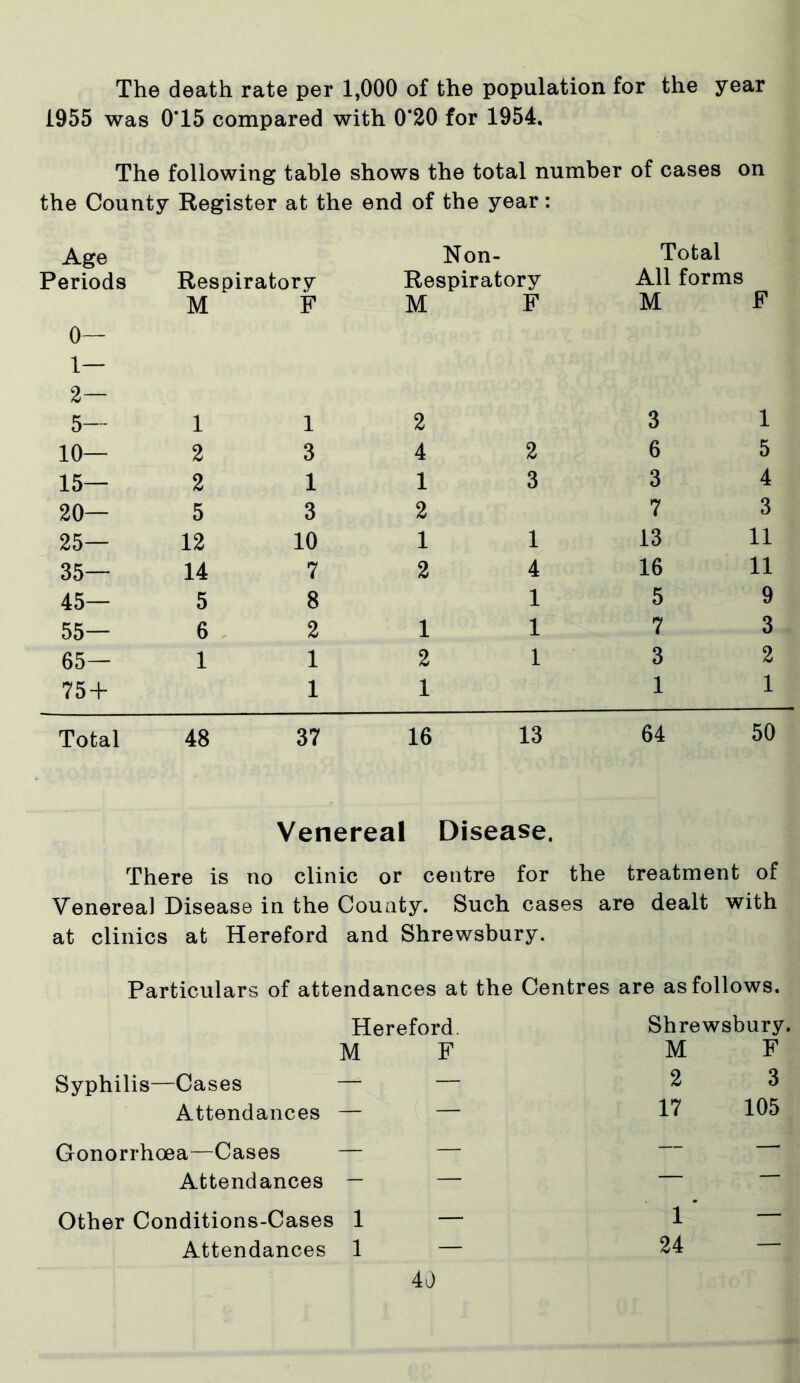 The death rate per 1,000 of the population for the year
1955 was 0·15 compared with 0·20 for 1954.
The following table shows the total number of cases on
the County Register at the end of the year:
Age Non- Total
Periods Respiratory Respiratory All forms
M F M F M F
0—
1—
2—
5— 1 1 2 3 1
10— 2 3 4 2 6 5
15— 2 1 1 3 3 4
20— 5 3 2 7 3
25— 12 10 1 1 13 11
35— 14 7 2 4 16 11
45— 5 8 1 5 9
55— 6 2 1 1 7 3
65— 1 1 2 1 3 2
75+ 1 1 1 1
Total 48 37 16 13 64 50
Venereal Disease.
There is no clinic or centre for the treatment of
Venereal Disease in the County. Such cases are dealt with
at clinics at Hereford and Shrewsbury.
Particulars of attendances at the Centres are as follows.
Hereford. Shrewsbury.
M F M F
Syphilis—Cases — — 2 3
Attendances — — 17 105
Gonorrhœa—Cases — — — —
Attendances — — — —
Other Conditions-Cases 1 — 1 —
Attendances 1 — 24 —
40